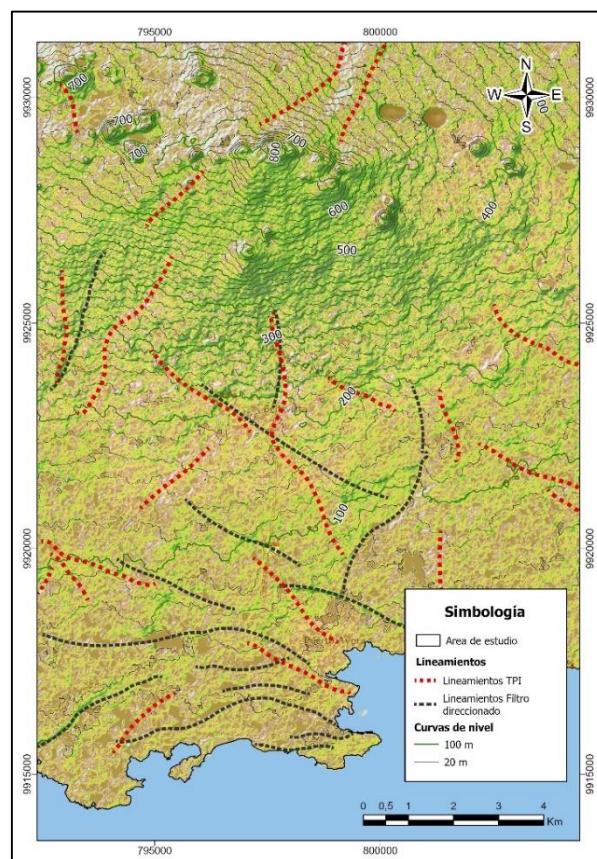 795000 800000
N
W E
S
9930000 9930000
700
700
700
700
800
600
400
500
9925000 9925000
300
200
100
9920000 9920000
Simbología
Area de estudio
Lineamientos
Lineamientos TPI
Lineamientos Filtro
direccionado
Curvas de nivel
100 m
20 m
9915000 9915000
0 0,5 1 2 3 4
Km
795000 800000